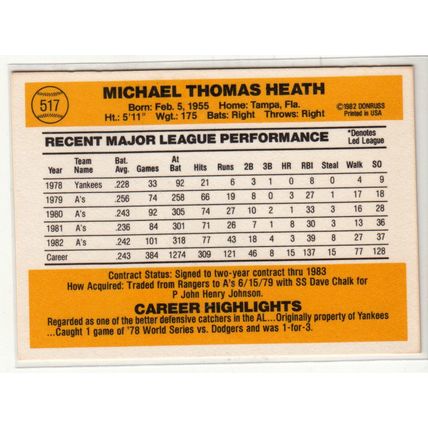 517
MICHAEL THOMAS HEATH
Born: Feb. 5, 1955 Home: Tampa, Fla.
Ht.: 5'11" Wgt.: 175 Bats: Right Throws: Right
©1982 DONRUSS
Printed in USA
RECENT MAJOR LEAGUE PERFORMANCE
*Denotes
Led League
Year Team Name Bat. Avg. Games At Bat Hits Runs 2B 3B HR RBI Steal Walk SO
1978 Yankees .228 33 92 21 6 3 1 0 8 0 4 9
1979 A's .256 74 258 66 19 8 0 3 27 1 17 18
1980 A's .243 92 305 74 27 10 2 1 33 3 16 28
1981 A's .236 84 301 71 26 7 1 8 30 3 13 36
1982 A's .242 101 318 77 43 18 4 3 39 8 27 37
Career .243 384 1274 309 121 46 8 15 137 15 77 128
Contract Status: Signed to two-year contract thru 1983
How Acquired: Traded from Rangers to A's 6/15/79 with SS Dave Chalk for
P John Henry Johnson.
CAREER HIGHLIGHTS
Regarded as one of the better defensive catchers in the AL...Originally property of Yankees
...Caught 1 game of '78 World Series vs. Dodgers and was 1-for-3.